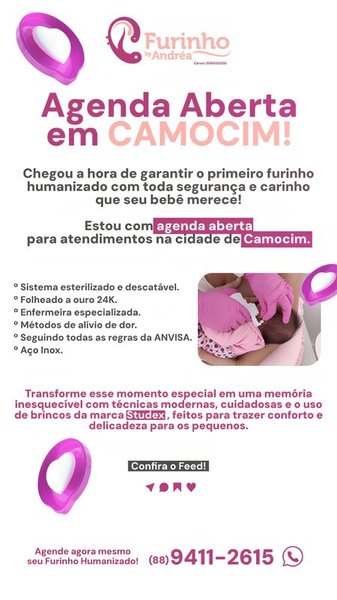 Furinho
by Andréa
Agenda Aberta
em CAMOCIM!
Chegou a hora de garantir o primeiro furinho
humanizado com toda segurança e carinho
que seu bebê merece!
Estou com agenda aberta
para atendimentos na cidade de Camocim.
° Sistema esterilizado e descatável.
° Folheado a ouro 24K.
° Enfermeira especializada.
° Métodos de alívio de dor.
° Seguindo todas as regras da ANVISA.
° Aço Inox.
Transforme esse momento especial em uma memória
inesquecível com técnicas modernas, cuidadosas e o uso
de brincos da marca Studex, feitos para trazer conforto e
delicadeza para os pequenos.
Confira o Feed!
Agende agora mesmo
seu Furinho Humanizado!
(88) 9411-2615